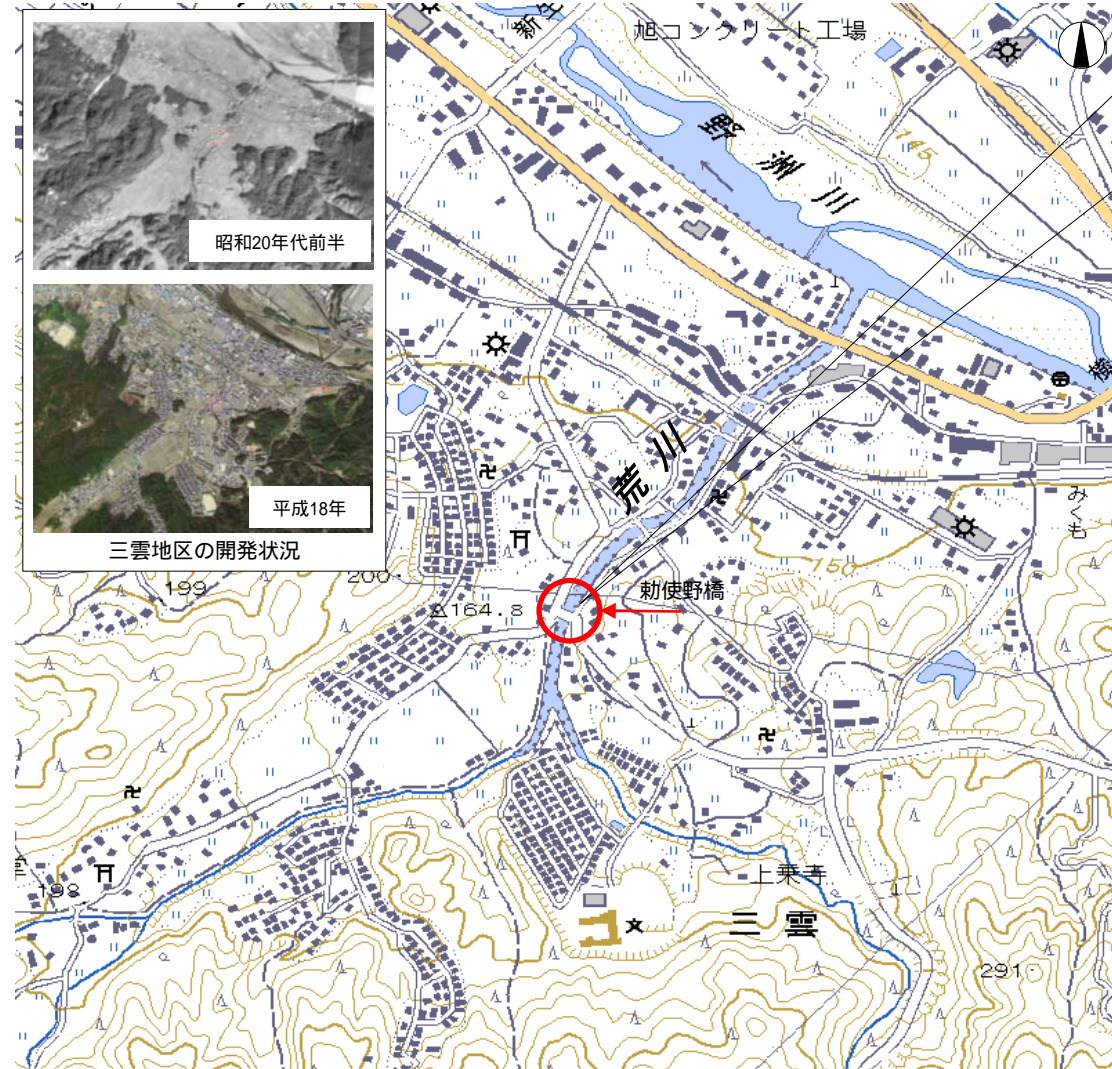 昭和20年代前半
平成18年
三雲地区の開発状況
旭コンクリート工場
野洲川
145
荒川
みくも
150
200
199
164.8
勅使野橋
198
上乗寺
三雲
291